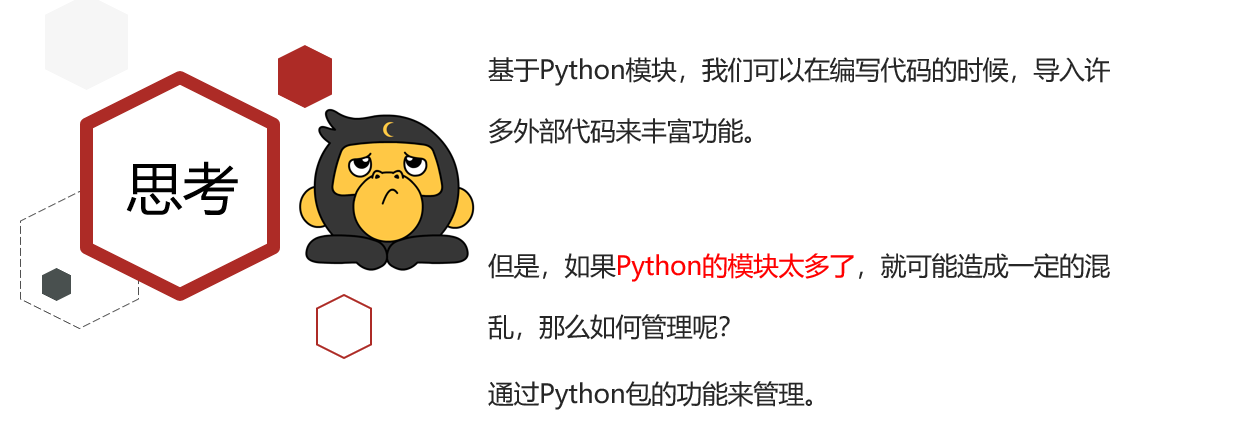 思考
基于Python模块，我们可以在编写代码的时候，导入许
多外部代码来丰富功能。
但是，如果Python的模块太多了，就可能造成一定的混
乱，那么如何管理呢？
通过Python包的功能来管理。